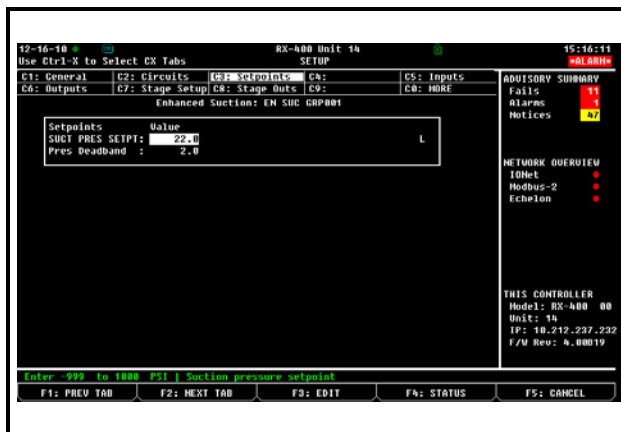 12-16-10 RX-400 Unit 14 15:16:11
Use Ctrl-X to Select CX Tabs SETUP *ALARM*
C1: General C2: Circuits C3: Setpoints C4: C5: Inputs
C6: Outputs C7: Stage Setup C8: Stage Outs C9: C0: MORE
Enhanced Suction: EN SUC GRP001
Setpoints Value
SUCT PRES SETPT: 22.0 L
Pres Deadband : 2.0
ADVISORY SUMMARY
Fails 11
Alarms 1
Notices 47
NETWORK OVERVIEW
IONet
Modbus-2
Echelon
THIS CONTROLLER
Model: RX-400 00
Unit: 14
IP: 10.212.237.232
F/W Rev: 4.00B19
Enter -999 to 1000 PSI | Suction pressure setpoint
F1: PREV TAB F2: NEXT TAB F3: EDIT F4: STATUS F5: CANCEL